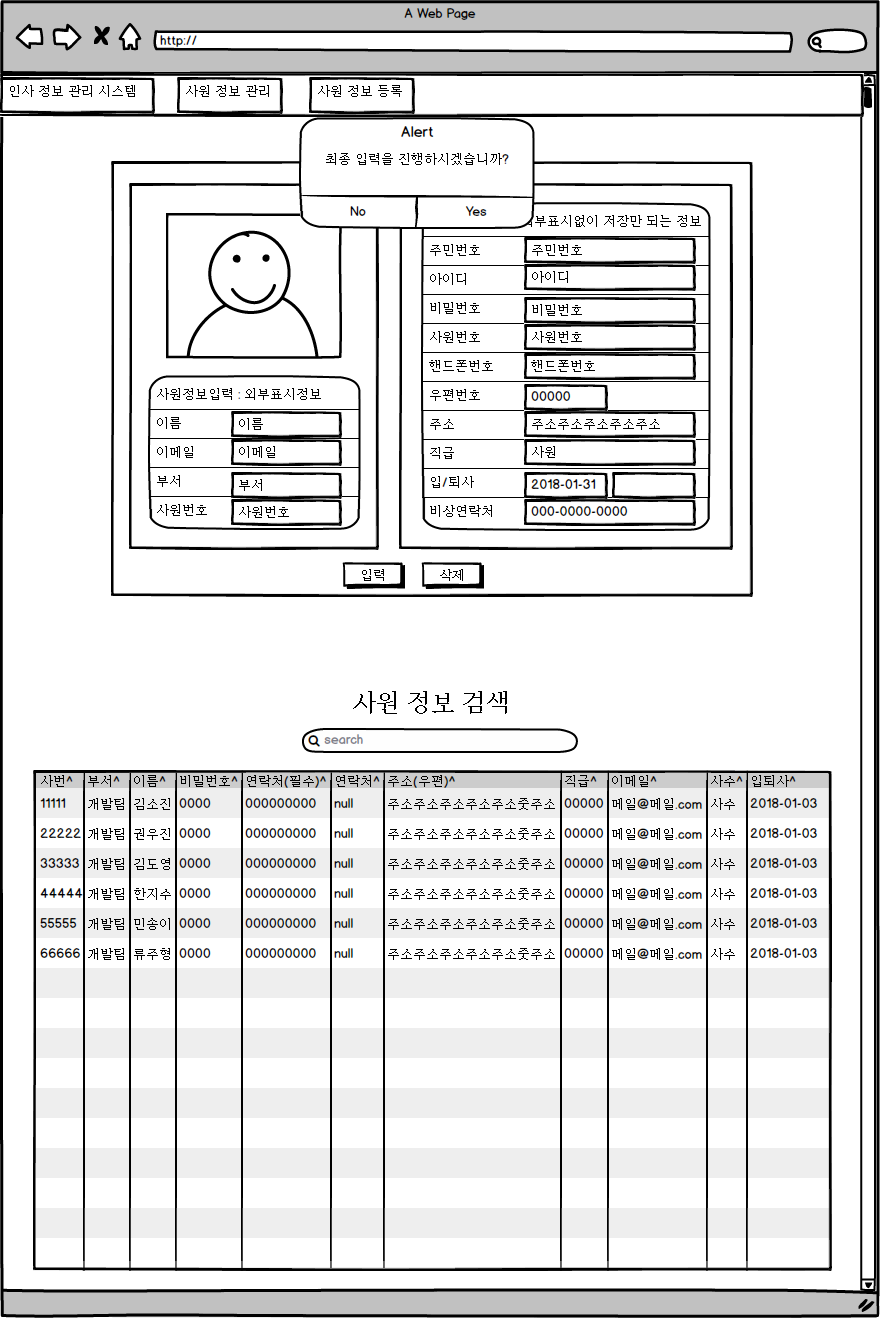 A Web Page
http://
인사 정보 관리 시스템 사원 정보 관리 사원 정보 등록
Alert
최종 입력을 진행하시겠습니까?
No Yes
사원정보입력 : 외부표시정보
이름 이름
이메일 이메일
부서 부서
사원번호 사원번호
없이 저장만 되는 정보
주민번호 주민번호
아이디 아이디
비밀번호 비밀번호
사원번호 사원번호
핸드폰번호 핸드폰번호
우편번호 00000
주소 주소주소주소주소주소
직급 사원
입/퇴사 2018-01-31
비상연락처 000-0000-0000
입력 삭제
사원 정보 검색
search
사번^ 부서^ 이름^ 비밀번호^ 연락처(필수)^ 연락처^ 주소(우편)^ 직급^ 이메일^ 사수^ 입퇴사^
11111 개발팀 김소진 0000 000000000 null 주소주소주소주소주소줏주소 00000 메일@메일.com 사수 2018-01-03
22222 개발팀 권우진 0000 000000000 null 주소주소주소주소주소줏주소 00000 메일@메일.com 사수 2018-01-03
33333 개발팀 김도영 0000 000000000 null 주소주소주소주소주소줏주소 00000 메일@메일.com 사수 2018-01-03
44444 개발팀 한지수 0000 000000000 null 주소주소주소주소주소줏주소 00000 메일@메일.com 사수 2018-01-03
55555 개발팀 민송이 0000 000000000 null 주소주소주소주소주소줏주소 00000 메일@메일.com 사수 2018-01-03
66666 개발팀 류주형 0000 000000000 null 주소주소주소주소주소줏주소 00000 메일@메일.com 사수 2018-01-03